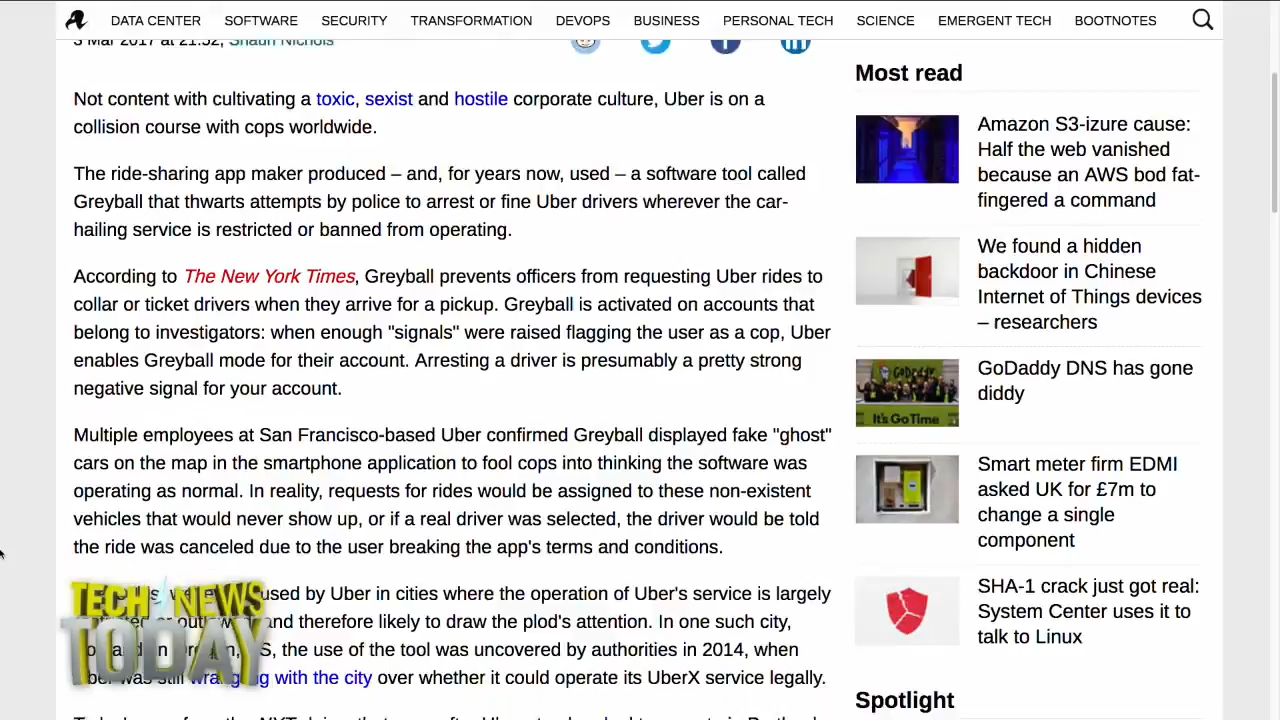 DATA CENTER SOFTWARE SECURITY TRANSFORMATION DEVOPS BUSINESS PERSONAL TECH SCIENCE EMERGENT TECH BOOTNOTES
3 Mar 2017 at 21:52, Shaun Nichols
Not content with cultivating a toxic, sexist and hostile corporate culture, Uber is on a
collision course with cops worldwide.
The ride-sharing app maker produced – and, for years now, used – a software tool called
Greyball that thwarts attempts by police to arrest or fine Uber drivers wherever the car-
hailing service is restricted or banned from operating.
According to The New York Times, Greyball prevents officers from requesting Uber rides to
collar or ticket drivers when they arrive for a pickup. Greyball is activated on accounts that
belong to investigators: when enough "signals" were raised flagging the user as a cop, Uber
enables Greyball mode for their account. Arresting a driver is presumably a pretty strong
negative signal for your account.
Multiple employees at San Francisco-based Uber confirmed Greyball displayed fake "ghost"
cars on the map in the smartphone application to fool cops into thinking the software was
operating as normal. In reality, requests for rides would be assigned to these non-existent
vehicles that would never show up, or if a real driver was selected, the driver would be told
the ride was canceled due to the user breaking the app's terms and conditions.
used by Uber in cities where the operation of Uber's service is largely
and therefore likely to draw the plod's attention. In one such city,
the use of the tool was uncovered by authorities in 2014, when
was still wrangling with the city over whether it could operate its UberX service legally.
TECH NEWS
TODAY
Most read
Amazon S3-izure cause:
Half the web vanished
because an AWS bod fat-
fingered a command
We found a hidden
backdoor in Chinese
Internet of Things devices
– researchers
GoDaddy
It's Go Time
GoDaddy DNS has gone
diddy
Smart meter firm EDMI
asked UK for £7m to
change a single
component
SHA-1 crack just got real:
System Center uses it to
talk to Linux
Spotlight